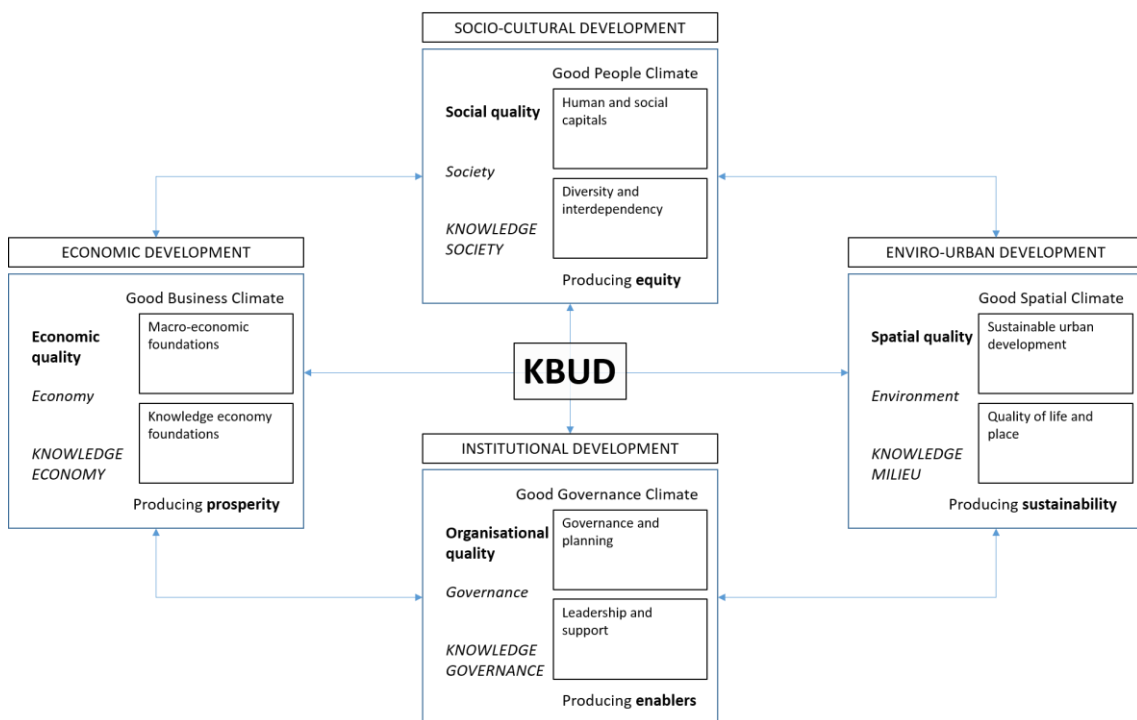 SOCIO-CULTURAL DEVELOPMENT
Good People Climate
Social quality
Human and social
capitals
Society
Diversity and
interdependency
KNOWLEDGE
SOCIETY
Producing equity
ECONOMIC DEVELOPMENT
Good Business Climate
Economic
quality
Macro-economic
foundations
Economy
Knowledge economy
foundations
KNOWLEDGE
ECONOMY
Producing prosperity
KBUD
ENVIRO-URBAN DEVELOPMENT
Good Spatial Climate
Spatial quality
Sustainable urban
development
Environment
Quality of life and
place
KNOWLEDGE
MILIEU
Producing sustainability
INSTITUTIONAL DEVELOPMENT
Good Governance Climate
Organisational
quality
Governance and
planning
Governance
Leadership and
support
KNOWLEDGE
GOVERNANCE
Producing enablers